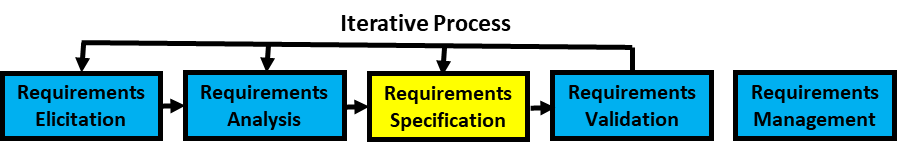 Iterative Process
Requirements
Elicitation
Requirements
Analysis
Requirements
Specification
Requirements
Validation
Requirements
Management